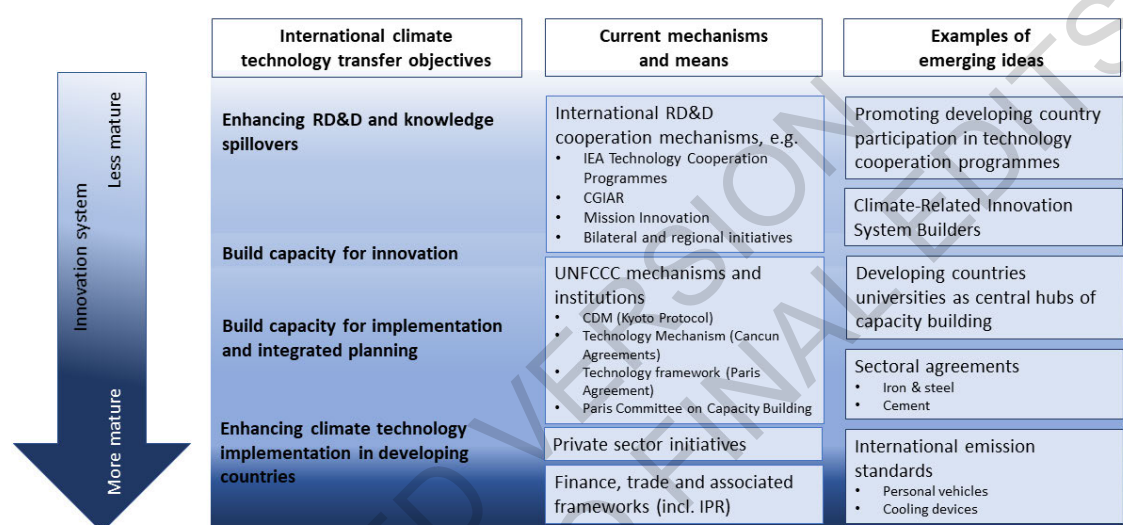 International climate
technology transfer objectives
Current mechanisms
and means
Examples of
emerging ideas
Innovation system
Less mature
More mature
Enhancing RD&D and knowledge
spillovers
Build capacity for innovation
Build capacity for implementation
and integrated planning
Enhancing climate technology
implementation in developing
countries
International RD&D
cooperation mechanisms, e.g.
• IEA Technology Cooperation
Programmes
• CGIAR
• Mission Innovation
• Bilateral and regional initiatives
UNFCCC mechanisms and
institutions
• CDM (Kyoto Protocol)
• Technology Mechanism (Cancun
Agreements)
• Technology framework (Paris
Agreement)
• Paris Committee on Capacity Building
Private sector initiatives
Finance, trade and associated
frameworks (incl. IPR)
Promoting developing country
participation in technology
cooperation programmes
Climate-Related Innovation
System Builders
Developing countries
universities as central hubs of
capacity building
Sectoral agreements
• Iron & steel
• Cement
International emission
standards
• Personal vehicles
• Cooling devices
VERSION
FINAL EDITS